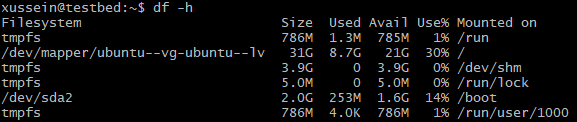 xussein@testbed:~$ df -h
Filesystem                         Size  Used Avail Use% Mounted on
tmpfs                              786M  1.3M  785M   1% /run
/dev/mapper/ubuntu--vg-ubuntu--lv   31G  8.7G   21G  30% /
tmpfs                              3.9G     0  3.9G   0% /dev/shm
tmpfs                              5.0M     0  5.0M   0% /run/lock
/dev/sda2                          2.0G  253M  1.6G  14% /boot
tmpfs                              786M  4.0K  786M   1% /run/user/1000